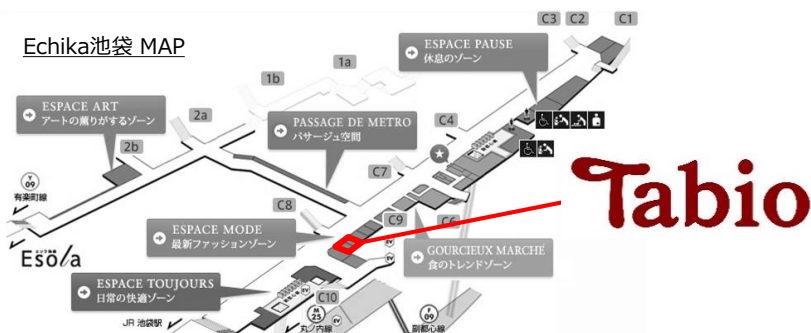 Echika池袋 MAP
C3
C2
C1
ESPACE PAUSE
休息のゾーン
1a
1b
ESPACE ART
アートの薫りがするゾーン
2a
PASSAGE DE METRO
パサージュ空間
C4
2b
C7
Y
09
有楽町線
Tabio
C8
C9
C6
ESPACE MODE
最新ファッションゾーン
GOURCIEUX MARCHÉ
食のトレンドゾーン
EV
Esola
EV
ESPACE TOUJOURS
日常の快適ゾーン
EV
C10
M
25
EV
F
09
JR 池袋駅
丸ノ内線
副都心線